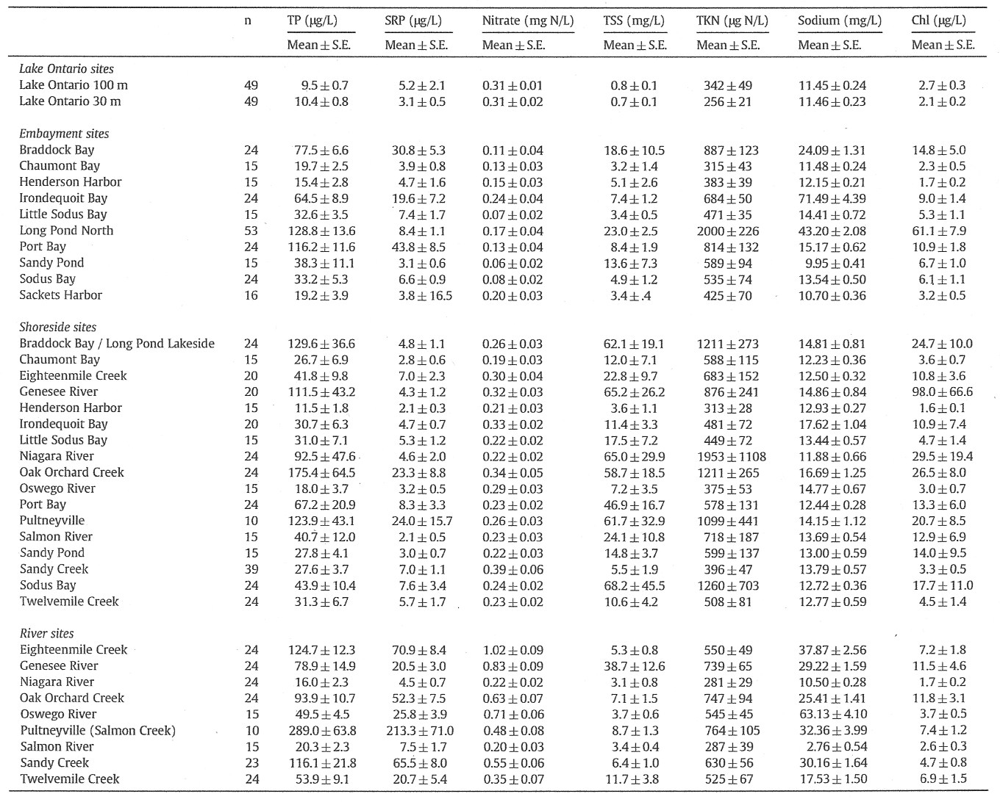 n TP (µg/L) SRP (µg/L) Nitrate (mg N/L) TSS (mg/L) TKN (µg N/L) Sodium (mg/L) Chl (µg/L)
Mean ± S.E. Mean ± S.E. Mean ± S.E. Mean ± S.E. Mean ± S.E. Mean ± S.E. Mean ± S.E.
Lake Ontario sites
Lake Ontario 100 m 49 9.5 ± 0.7 5.2 ± 2.1 0.31 ± 0.01 0.8 ± 0.1 342 ± 49 11.45 ± 0.24 2.7 ± 0.3
Lake Ontario 30 m 49 10.4 ± 0.8 3.1 ± 0.5 0.31 ± 0.02 0.7 ± 0.1 256 ± 21 11.46 ± 0.23 2.1 ± 0.2
Embayment sites
Braddock Bay 24 77.5 ± 6.6 30.8 ± 5.3 0.11 ± 0.04 18.6 ± 10.5 887 ± 123 24.09 ± 1.31 14.8 ± 5.0
Chaumont Bay 15 19.7 ± 2.5 3.9 ± 0.8 0.13 ± 0.03 3.2 ± 1.4 315 ± 43 11.48 ± 0.24 2.3 ± 0.5
Henderson Harbor 15 15.4 ± 2.8 4.7 ± 1.6 0.15 ± 0.03 5.1 ± 2.6 383 ± 39 12.15 ± 0.21 1.7 ± 0.2
Irondequoit Bay 24 64.5 ± 8.9 19.6 ± 7.2 0.24 ± 0.04 7.4 ± 1.2 684 ± 50 71.49 ± 4.39 9.0 ± 1.4
Little Sodus Bay 15 32.6 ± 3.5 7.4 ± 1.7 0.07 ± 0.02 3.4 ± 0.5 471 ± 35 14.41 ± 0.72 5.3 ± 1.1
Long Pond North 53 128.8 ± 13.6 8.4 ± 1.1 0.17 ± 0.04 23.0 ± 2.5 2000 ± 226 43.20 ± 2.08 61.1 ± 7.9
Port Bay 24 116.2 ± 11.6 43.8 ± 8.5 0.13 ± 0.04 8.4 ± 1.9 814 ± 132 15.17 ± 0.62 10.9 ± 1.8
Sandy Pond 15 38.3 ± 11.1 3.1 ± 0.6 0.06 ± 0.02 13.6 ± 7.3 589 ± 94 9.95 ± 0.41 6.7 ± 1.0
Sodus Bay 24 33.2 ± 5.3 6.6 ± 0.9 0.08 ± 0.02 4.9 ± 1.2 535 ± 74 13.54 ± 0.50 6.1 ± 1.1
Sackets Harbor 16 19.2 ± 3.9 3.8 ± 16.5 0.20 ± 0.03 3.4 ± .4 425 ± 70 10.70 ± 0.36 3.2 ± 0.5
Shoreside sites
Braddock Bay / Long Pond Lakeside 24 129.6 ± 36.6 4.8 ± 1.1 0.26 ± 0.03 62.1 ± 19.1 1211 ± 273 14.81 ± 0.81 24.7 ± 10.0
Chaumont Bay 15 26.7 ± 6.9 2.8 ± 0.6 0.19 ± 0.03 12.0 ± 7.1 588 ± 115 12.23 ± 0.36 3.6 ± 0.7
Eighteenmile Creek 20 41.8 ± 9.8 7.0 ± 2.3 0.30 ± 0.04 22.8 ± 9.7 683 ± 152 12.50 ± 0.32 10.8 ± 3.6
Genesee River 20 111.5 ± 43.2 4.3 ± 1.2 0.32 ± 0.03 65.2 ± 26.2 876 ± 241 14.86 ± 0.84 98.0 ± 66.6
Henderson Harbor 15 11.5 ± 1.8 2.1 ± 0.3 0.21 ± 0.03 3.6 ± 1.1 313 ± 28 12.93 ± 0.27 1.6 ± 0.1
Irondequoit Bay 20 30.7 ± 6.3 4.7 ± 0.7 0.33 ± 0.02 11.4 ± 3.3 481 ± 72 17.62 ± 1.04 10.9 ± 7.4
Little Sodus Bay 15 31.0 ± 7.1 5.3 ± 1.2 0.22 ± 0.02 17.5 ± 7.2 449 ± 72 13.44 ± 0.57 4.7 ± 1.4
Niagara River 24 92.5 ± 47.6 4.6 ± 2.0 0.22 ± 0.02 65.0 ± 29.9 1953 ± 1108 11.88 ± 0.66 29.5 ± 19.4
Oak Orchard Creek 24 175.4 ± 64.5 23.3 ± 8.8 0.34 ± 0.05 58.7 ± 18.5 1211 ± 265 16.69 ± 1.25 26.5 ± 8.0
Oswego River 15 18.0 ± 3.7 3.2 ± 0.5 0.29 ± 0.03 7.2 ± 3.5 375 ± 53 14.77 ± 0.67 3.0 ± 0.7
Port Bay 24 67.2 ± 20.9 8.3 ± 3.3 0.23 ± 0.02 46.9 ± 16.7 578 ± 131 12.44 ± 0.28 13.3 ± 6.0
Pultneyville 10 123.9 ± 43.1 24.0 ± 15.7 0.26 ± 0.03 61.7 ± 32.9 1099 ± 441 14.15 ± 1.12 20.7 ± 8.5
Salmon River 15 40.7 ± 12.0 2.1 ± 0.5 0.23 ± 0.03 24.1 ± 10.8 718 ± 187 13.69 ± 0.54 12.9 ± 6.9
Sandy Pond 15 27.8 ± 4.1 3.0 ± 0.7 0.22 ± 0.03 14.8 ± 3.7 599 ± 137 13.00 ± 0.59 14.0 ± 9.5
Sandy Creek 39 27.6 ± 3.7 7.0 ± 1.1 0.39 ± 0.06 5.5 ± 1.9 396 ± 47 13.79 ± 0.57 3.3 ± 0.5
Sodus Bay 24 43.9 ± 10.4 7.6 ± 3.4 0.24 ± 0.02 68.2 ± 45.5 1260 ± 703 12.72 ± 0.36 17.7 ± 11.0
Twelvemile Creek 24 31.3 ± 6.7 5.7 ± 1.7 0.23 ± 0.02 10.6 ± 4.2 508 ± 81 12.77 ± 0.59 4.5 ± 1.4
River sites
Eighteenmile Creek 24 124.7 ± 12.3 70.9 ± 8.4 1.02 ± 0.09 5.3 ± 0.8 550 ± 49 37.87 ± 2.56 7.2 ± 1.8
Genesee River 24 78.9 ± 14.9 20.5 ± 3.0 0.83 ± 0.09 38.7 ± 12.6 739 ± 65 29.22 ± 1.59 11.5 ± 4.6
Niagara River 24 16.0 ± 2.3 4.5 ± 0.7 0.22 ± 0.02 3.1 ± 0.8 281 ± 29 10.50 ± 0.28 1.7 ± 0.2
Oak Orchard Creek 24 93.9 ± 10.7 52.3 ± 7.5 0.63 ± 0.07 7.1 ± 1.5 747 ± 94 25.41 ± 1.41 11.8 ± 3.1
Oswego River 15 49.5 ± 4.5 25.8 ± 3.9 0.71 ± 0.06 3.7 ± 0.6 545 ± 45 63.13 ± 4.10 3.7 ± 0.5
Pultneyville (Salmon Creek) 10 289.0 ± 63.8 213.3 ± 71.0 0.48 ± 0.08 8.7 ± 1.3 764 ± 105 32.36 ± 3.99 7.4 ± 1.2
Salmon River 15 20.3 ± 2.3 7.5 ± 1.7 0.20 ± 0.03 3.4 ± 0.4 287 ± 39 2.76 ± 0.54 2.6 ± 0.3
Sandy Creek 23 116.1 ± 21.8 65.5 ± 8.0 0.55 ± 0.06 6.4 ± 1.0 630 ± 56 30.16 ± 1.64 4.7 ± 0.8
Twelvemile Creek 24 53.9 ± 9.1 20.7 ± 5.4 0.35 ± 0.07 11.7 ± 3.8 525 ± 67 17.53 ± 1.50 6.9 ± 1.5